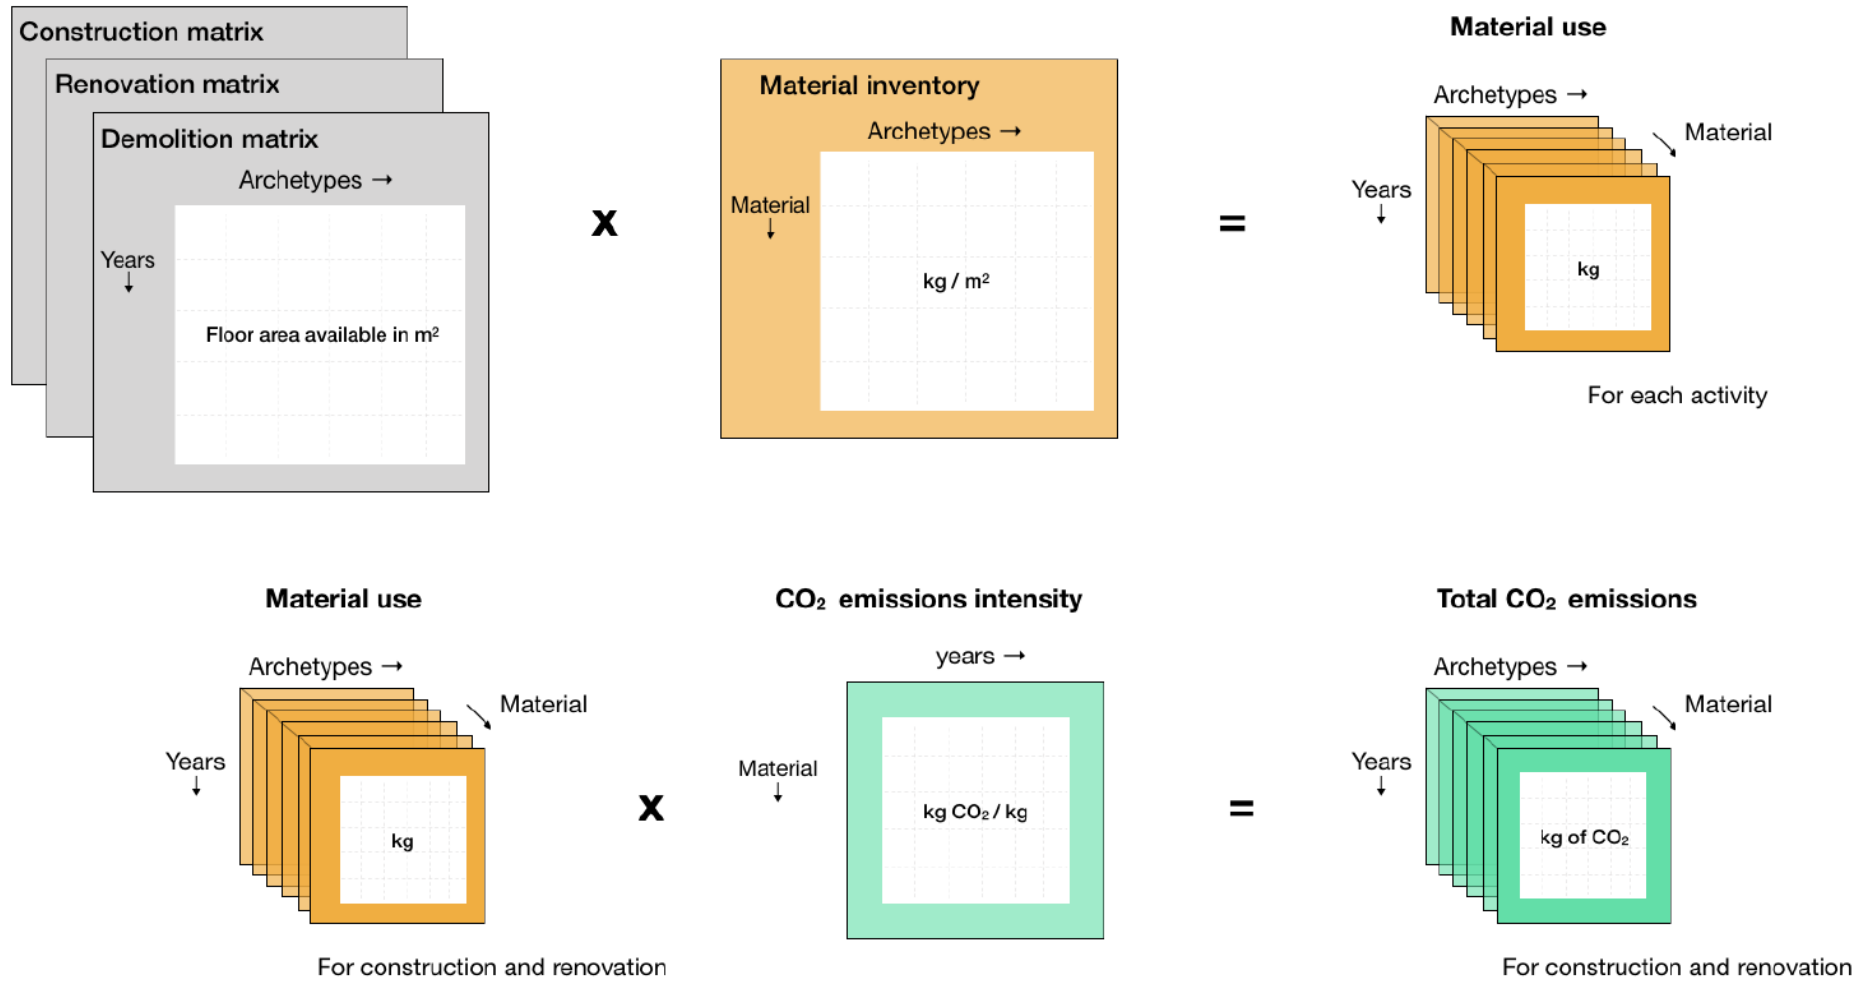 Construction matrix
Renovation matrix
Demolition matrix
Archetypes →
Years
↓
Floor area available in m²
x
Material inventory
Archetypes →
Material
↓
kg / m²
=
Material use
Archetypes →
Material
Years
↓
kg
For each activity
Material use
Archetypes →
Material
Years
↓
kg
For construction and renovation
x
CO₂ emissions intensity
years →
Material
↓
kg CO₂ / kg
=
Total CO₂ emissions
Archetypes →
Material
Years
↓
kg of CO₂
For construction and renovation